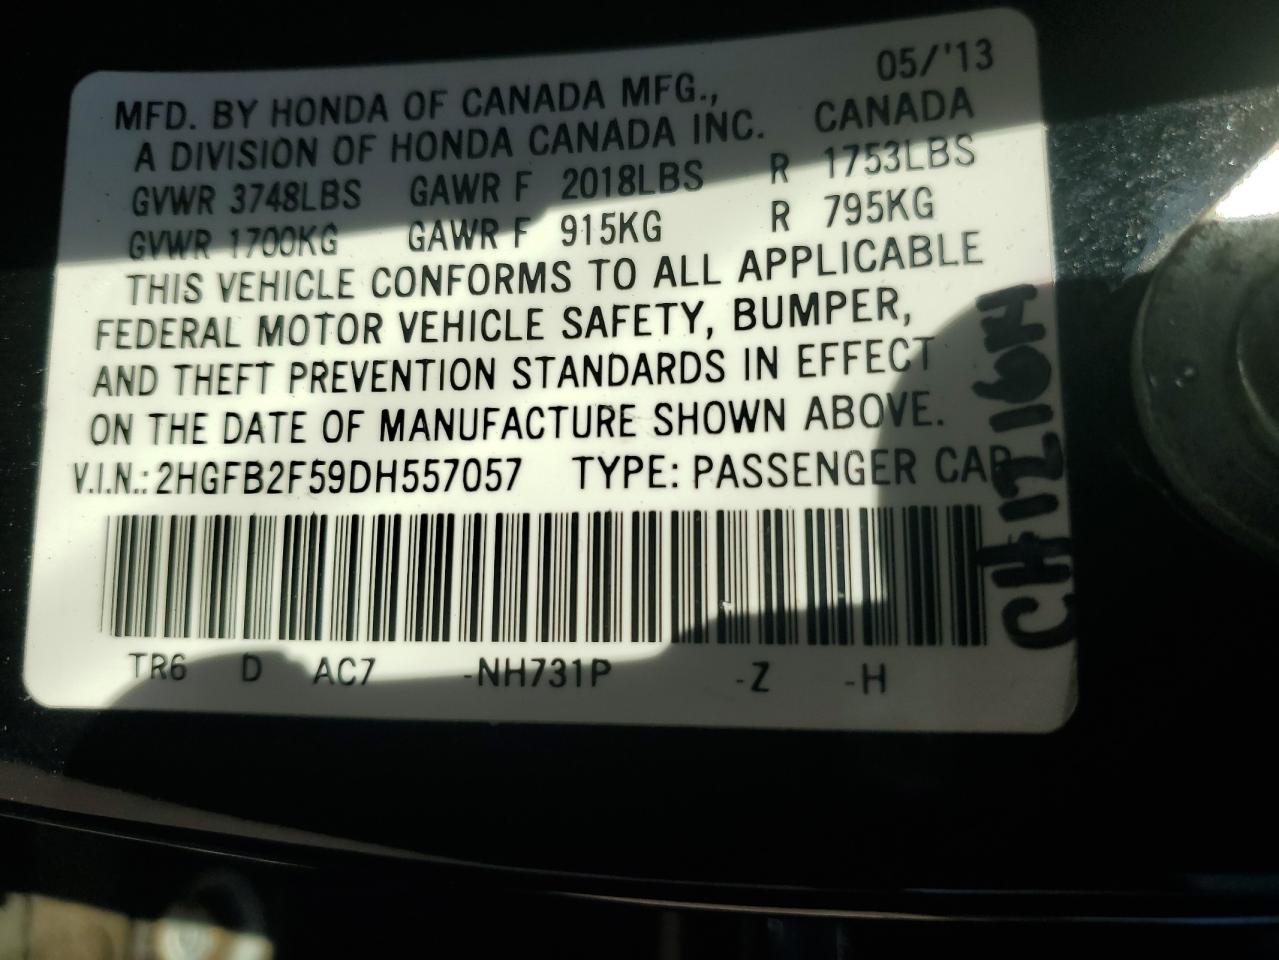 05/'13
MFD. BY HONDA OF CANADA MFG.,
A DIVISION OF HONDA CANADA INC. CANADA
GVWR 3748LBS GAWR F 2018LBS R 1753LBS
GVWR 1700KG GAWR F 915KG R 795KG
THIS VEHICLE CONFORMS TO ALL APPLICABLE
FEDERAL MOTOR VEHICLE SAFETY, BUMPER,
AND THEFT PREVENTION STANDARDS IN EFFECT
ON THE DATE OF MANUFACTURE SHOWN ABOVE.
V.I.N.: 2HGFB2F59DH557057 TYPE: PASSENGER CAR
TR6 D AC7 -NH731P -Z -H